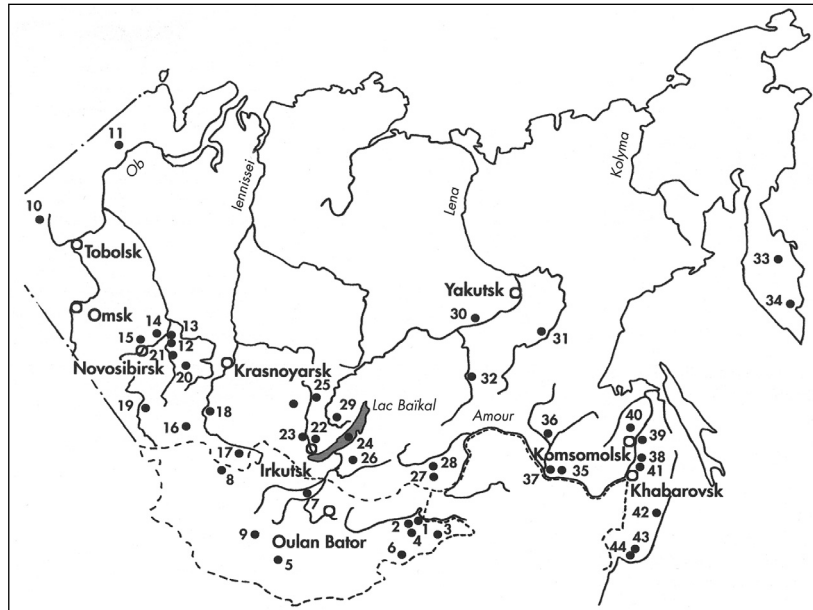 11
Ob
Iennissei
Lena
Kolyma
10
Tobolsk
33
Omsk
Yakutsk
34
14
13
30
15
12
31
21
Novosibirsk
Krasnoyarsk
20
32
25
19
18
29
Lac Baïkal
Amour
40
16
36
22
39
23
24
Komsomolsk
17
26
28
38
8
Irkutsk
27
37
35
41
7
Khabarovsk
2
1
42
9
Oulan Bator
4
3
6
5
43
44